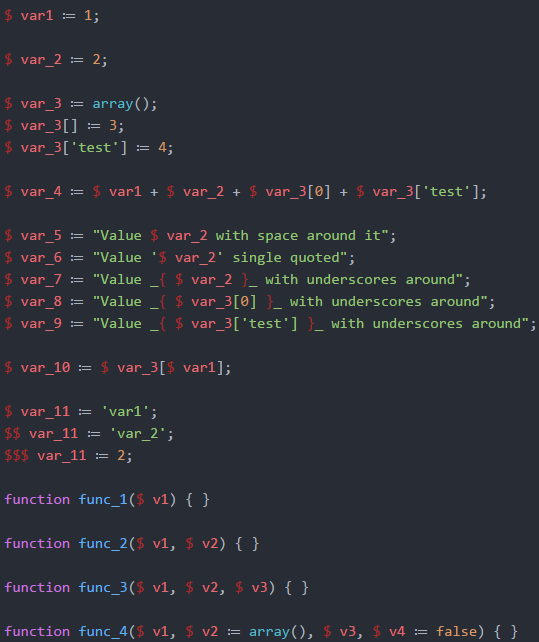 $ var1 ≔ 1;
$ var_2 ≔ 2;
$ var_3 ≔ array();
$ var_3[] ≔ 3;
$ var_3['test'] ≔ 4;
$ var_4 ≔ $ var1 + $ var_2 + $ var_3[0] + $ var_3['test'];
$ var_5 ≔ "Value $ var_2 with space around it";
$ var_6 ≔ "Value '$ var_2' single quoted";
$ var_7 ≔ "Value _{ $ var_2 }_ with underscores around";
$ var_8 ≔ "Value _{ $ var_3[0] }_ with underscores around";
$ var_9 ≔ "Value _{ $ var_3['test'] }_ with underscores around";
$ var_10 ≔ $ var_3[$ var1];
$ var_11 ≔ 'var1';
$$ var_11 ≔ 'var_2';
$$$ var_11 ≔ 2;
function func_1($ v1) { }
function func_2($ v1, $ v2) { }
function func_3($ v1, $ v2, $ v3) { }
function func_4($ v1, $ v2 ≔ array(), $ v3, $ v4 ≔ false) { }